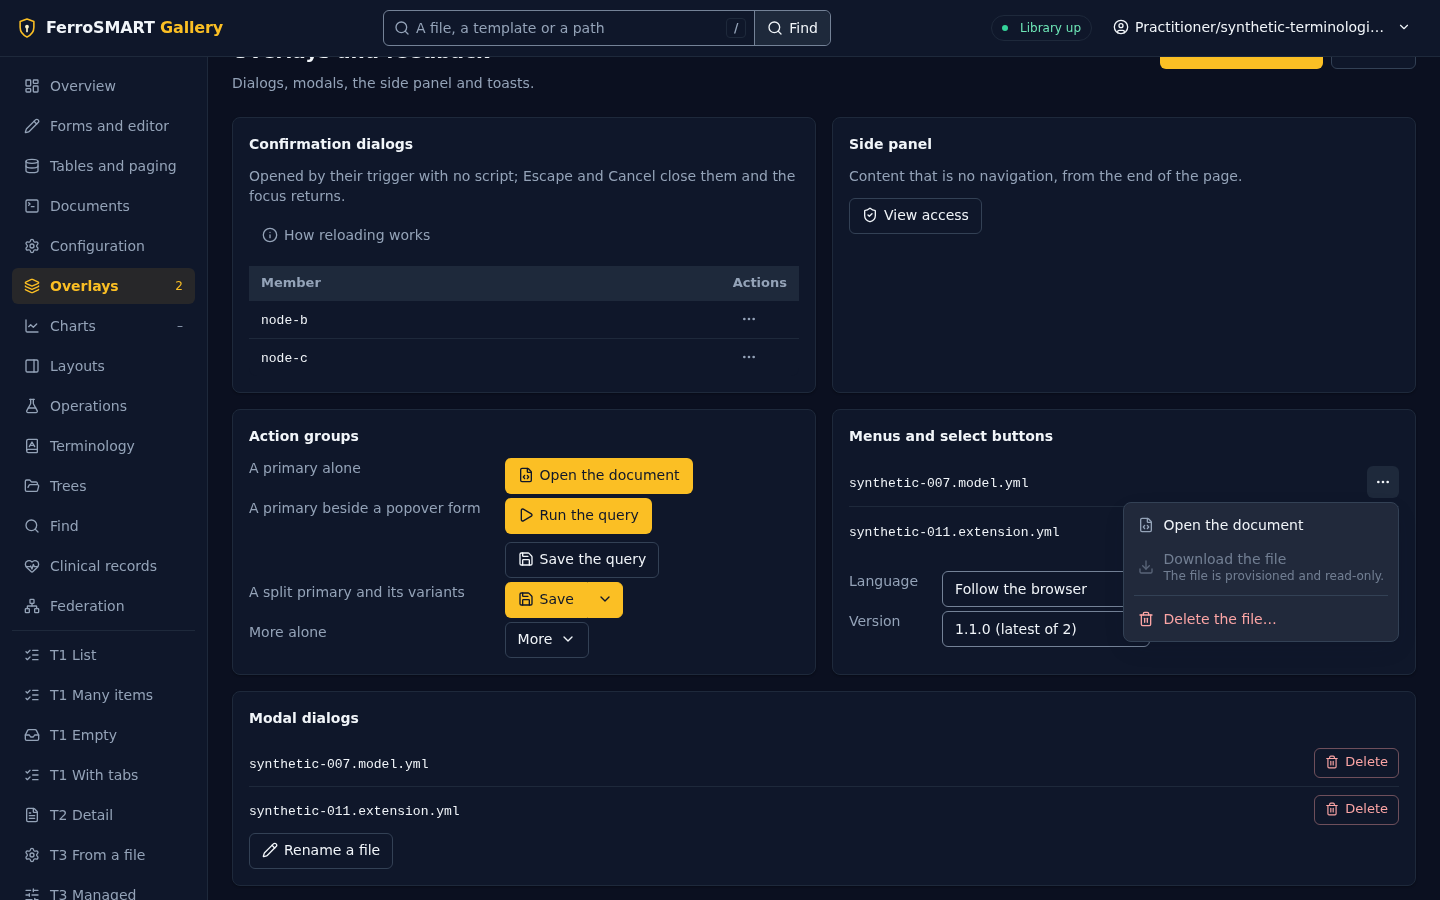 FerroSMART Gallery
A file, a template or a path
/
Find
Library up
Practitioner/synthetic-terminologi…
Overview
Forms and editor
Tables and paging
Documents
Configuration
Overlays 2
Charts –
Layouts
Operations
Terminology
Trees
Find
Clinical records
Federation
T1 List
T1 Many items
T1 Empty
T1 With tabs
T2 Detail
T3 From a file
T3 Managed
Overlays and feedback
Dialogs, modals, the side panel and toasts.
Confirmation dialogs
Opened by their trigger with no script; Escape and Cancel close them and the
focus returns.
How reloading works
Member Actions
node-b
node-c
Side panel
Content that is no navigation, from the end of the page.
View access
Action groups
A primary alone
Open the document
A primary beside a popover form
Run the query
Save the query
A split primary and its variants
Save
More alone
More
Menus and select buttons
synthetic-007.model.yml
synthetic-011.extension.yml
Language
Follow the browser
Version
1.1.0 (latest of 2)
Open the document
Download the file
The file is provisioned and read-only.
Delete the file…
Modal dialogs
synthetic-007.model.yml
Delete
synthetic-011.extension.yml
Delete
Rename a file